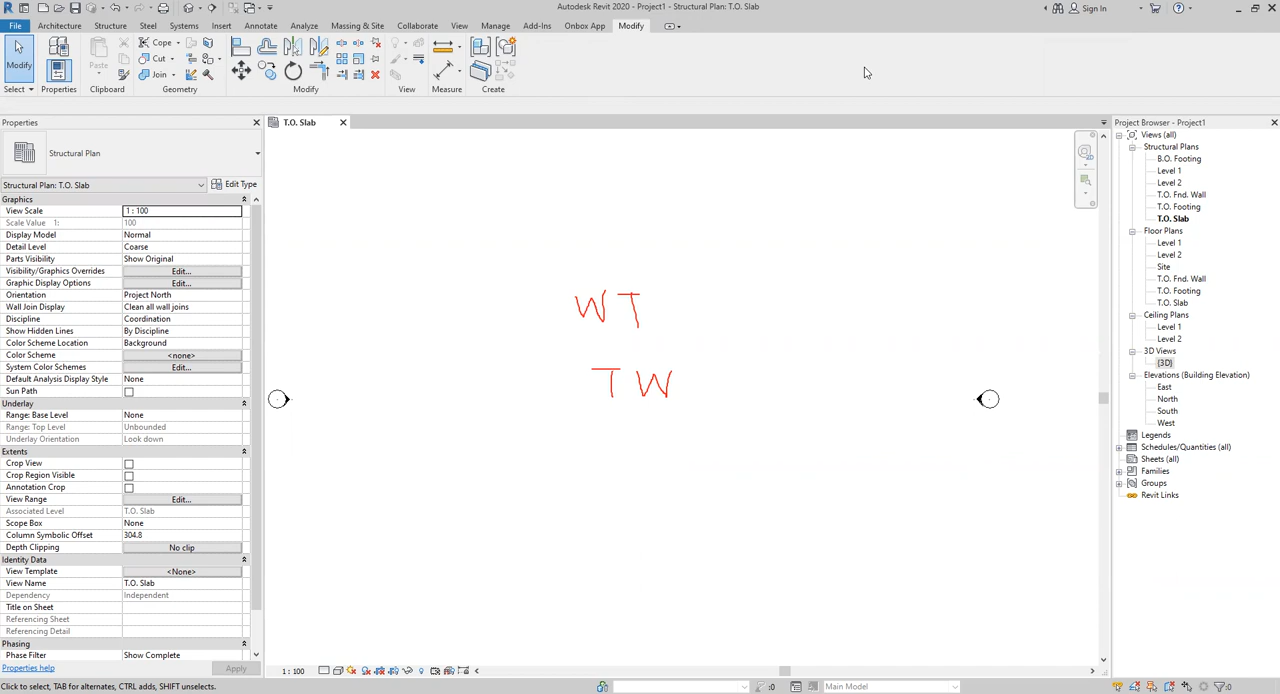 Autodesk Revit 2020 - Project1 - Structural Plan: T.O. Slab
Sign In
File Architecture Structure Steel Systems Insert Annotate Analyze Massing & Site Collaborate View Manage Add-Ins Onbox App Modify
Modify Paste Cope Cut Join
Select Properties Clipboard Geometry Modify View Measure Create
Properties
T.O. Slab
Project Browser - Project1
Structural Plan
Structural Plan: T.O. Slab Edit Type
Graphics
View Scale 1 : 100
Scale Value 1: 100
Display Model Normal
Detail Level Coarse
Parts Visibility Show Original
Visibility/Graphics Overrides Edit...
Graphic Display Options Edit...
Orientation Project North
Wall Join Display Clean all wall joins
Discipline Coordination
Show Hidden Lines By Discipline
Color Scheme Location Background
Color Scheme <none>
System Color Schemes Edit...
Default Analysis Display Style None
Sun Path
Underlay
Range: Base Level None
Range: Top Level Unbounded
Underlay Orientation Look down
Extents
Crop View
Crop Region Visible
Annotation Crop
View Range Edit...
Associated Level T.O. Slab
Scope Box None
Column Symbolic Offset 304.8
Depth Clipping No clip
Identity Data
View Template <None>
View Name T.O. Slab
Dependency Independent
Title on Sheet
Referencing Sheet
Referencing Detail
Phasing
Phase Filter Show Complete
Properties help Apply
W T
T W
Views (all)
Structural Plans
B.O. Footing
Level 1
Level 2
T.O. Fnd. Wall
T.O. Footing
T.O. Slab
Floor Plans
Level 1
Level 2
Site
T.O. Fnd. Wall
T.O. Footing
T.O. Slab
Ceiling Plans
Level 1
Level 2
3D Views
{3D}
Elevations (Building Elevation)
East
North
South
West
Legends
Schedules/Quantities (all)
Sheets (all)
Families
Groups
Revit Links
1 : 100
Click to select, TAB for alternates, CTRL adds, SHIFT unselects. :0 Main Model :0